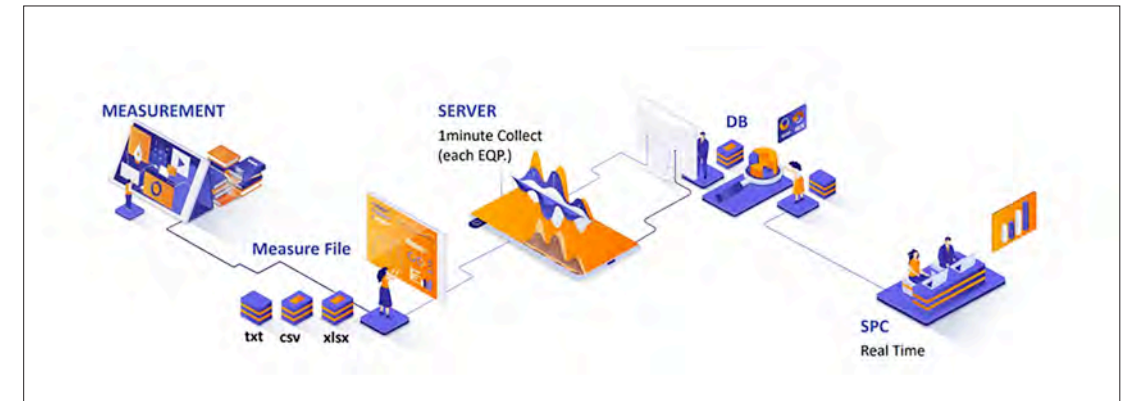 MEASUREMENT
Measure File
txt csv xlsx
SERVER
1minute Collect
(each EQP.)
DB
SPC
Real Time